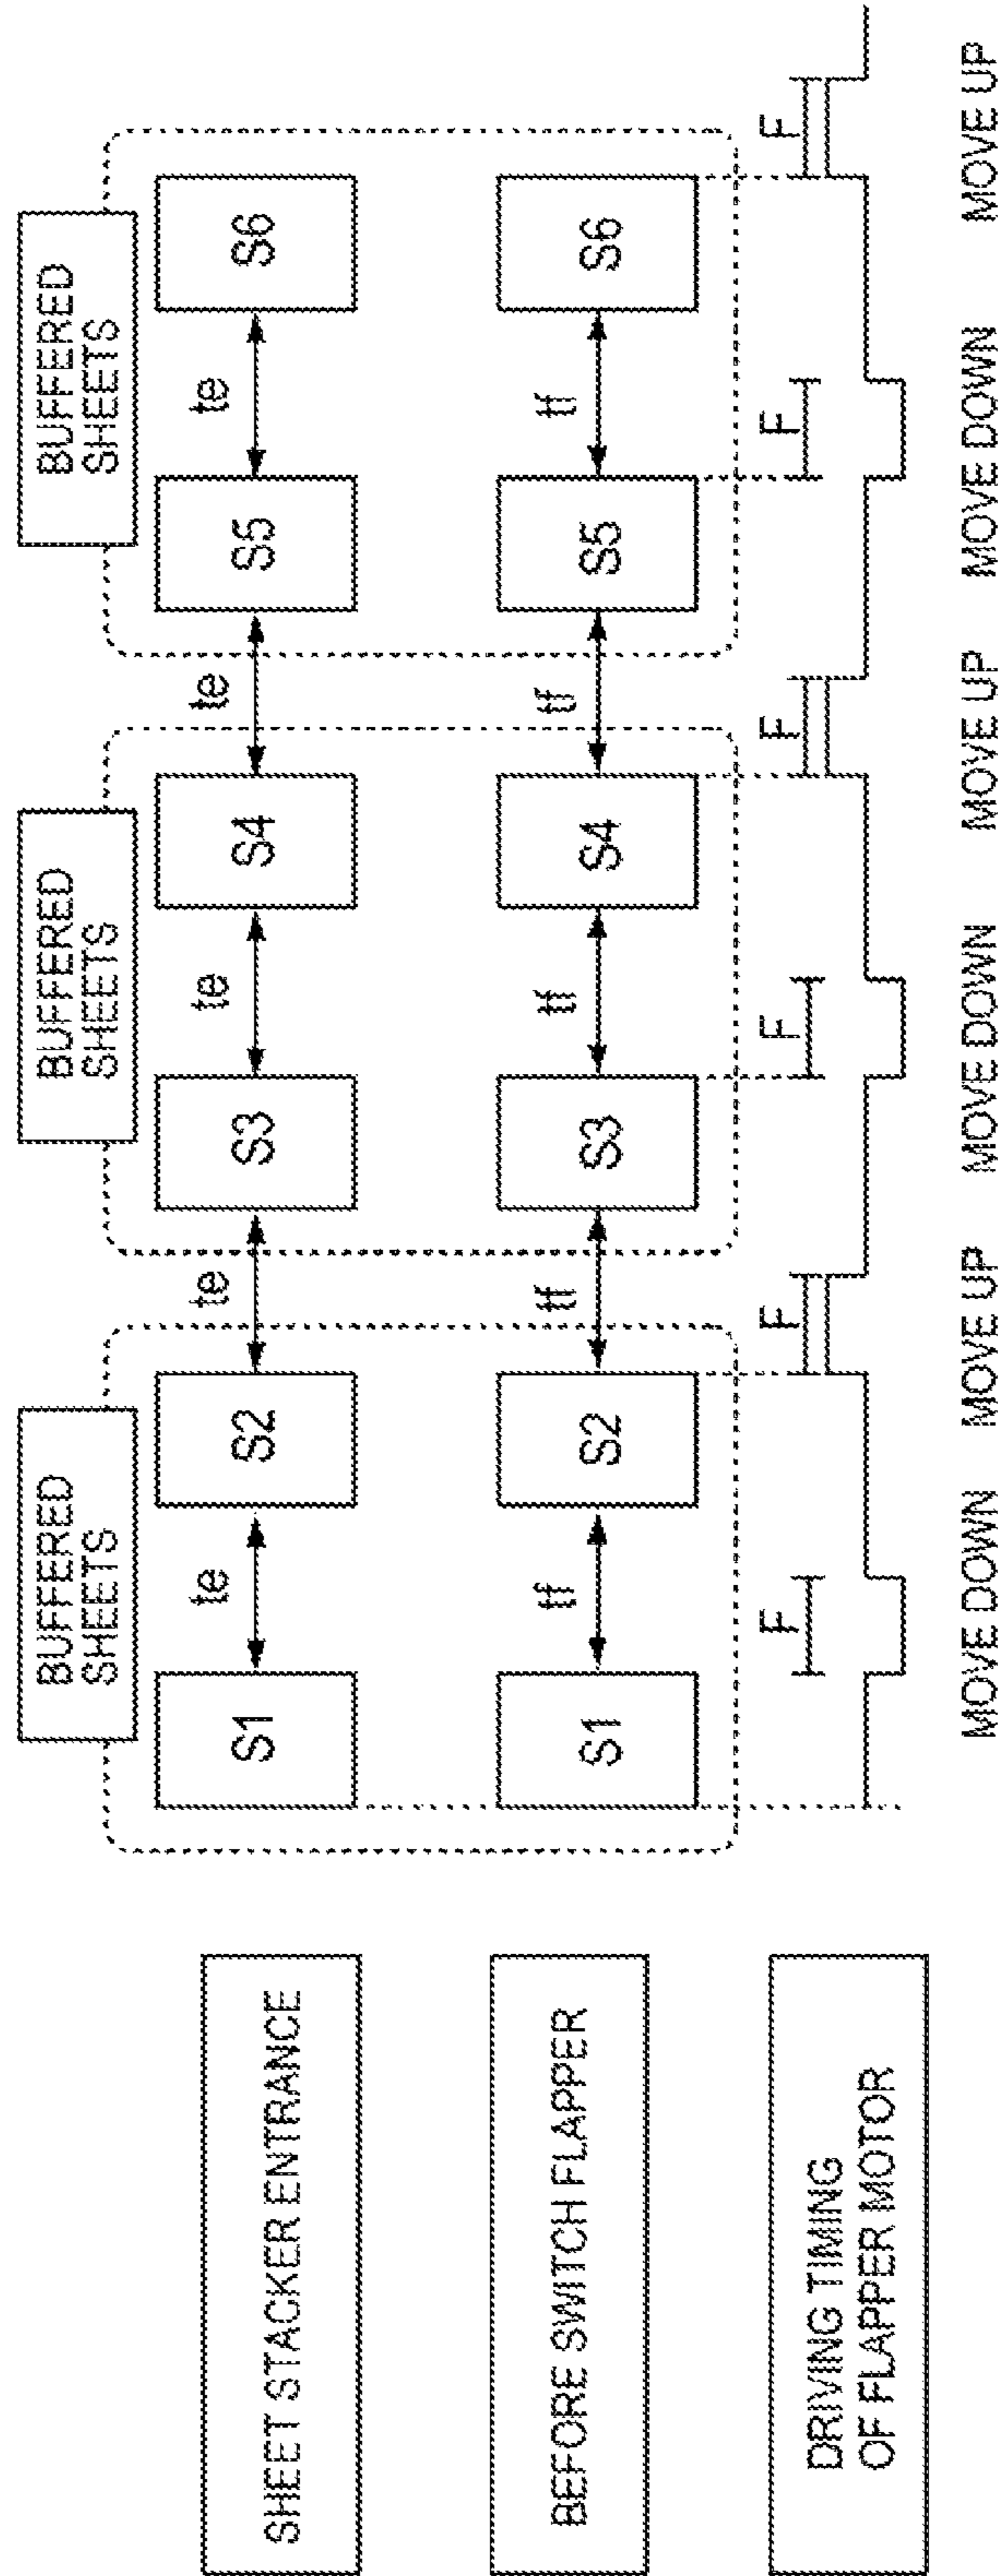 BUFFERED
SHEETS
BUFFERED
SHEETS
BUFFERED
SHEETS
SHEET STACKER ENTRANCE
S1
te
S2
te
S3
te
S4
te
S5
te
S6
BEFORE SWITCH FLAPPER
S1
tf
S2
tf
S3
tf
S4
tf
S5
tf
S6
DRIVING TIMING
OF FLAPPER MOTOR
F
F
F
F
F
F
MOVE DOWN
MOVE UP
MOVE DOWN
MOVE UP
MOVE DOWN
MOVE UP